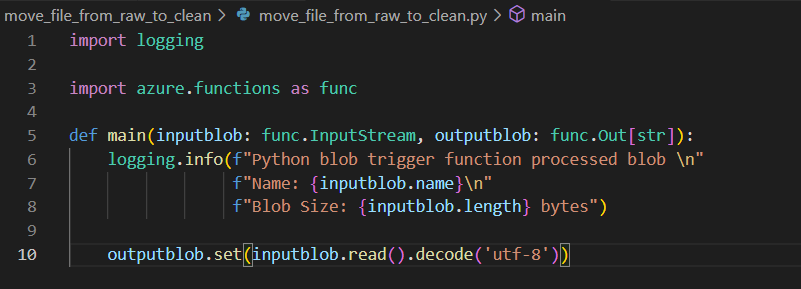 move_file_from_raw_to_clean > move_file_from_raw_to_clean.py > main
1 import logging
2
3 import azure.functions as func
4
5 def main(inputblob: func.InputStream, outputblob: func.Out[str]):
6     logging.info(f"Python blob trigger function processed blob \n"
7                  f"Name: {inputblob.name}\n"
8                  f"Blob Size: {inputblob.length} bytes")
9
10     outputblob.set(inputblob.read().decode('utf-8'))